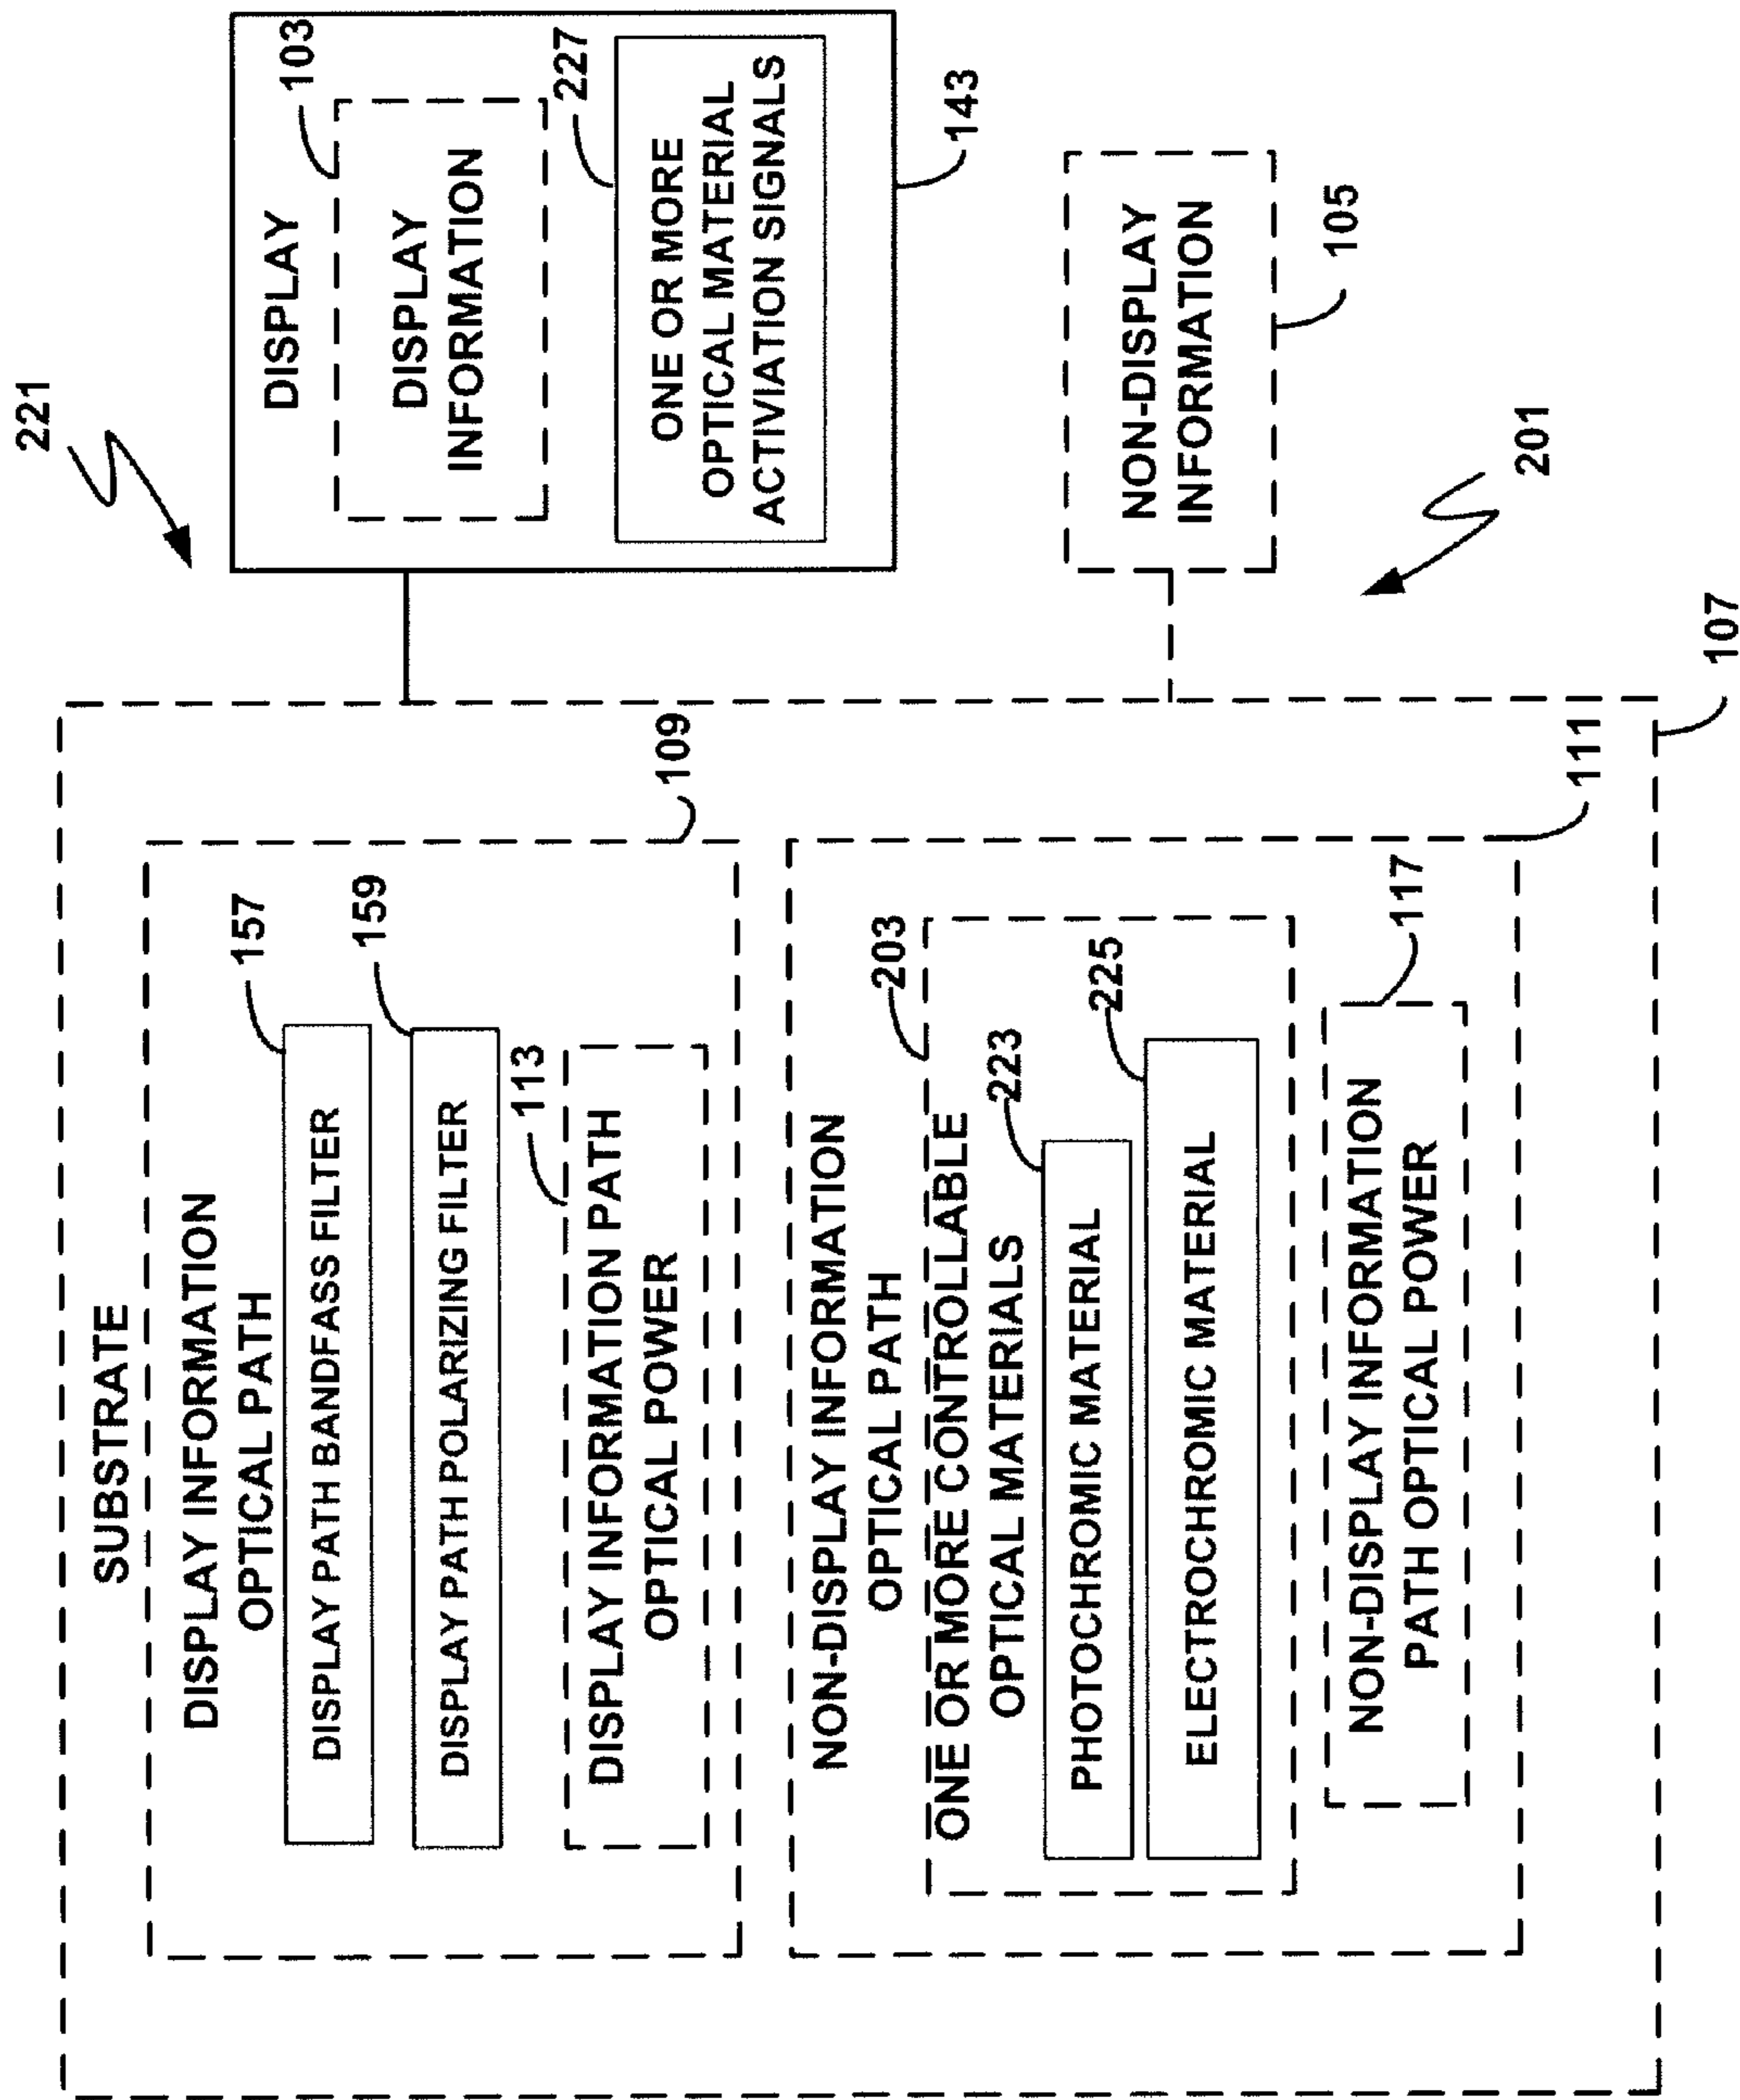 221
DISPLAY
103
DISPLAY
INFORMATION
227
ONE OR MORE
OPTICAL MATERIAL
ACTIVIATION SIGNALS
143
NON-DISPLAY
INFORMATION
105
201
SUBSTRATE
107
DISPLAY INFORMATION
OPTICAL PATH
109
157
DISPLAY PATH BANDFASS FILTER
159
DISPLAY PATH POLARIZING FILTER
113
DISPLAY INFORMATION PATH
OPTICAL POWER
NON-DISPLAY INFORMATION
OPTICAL PATH
111
203
ONE OR MORE CONTROLLABLE
OPTICAL MATERIALS
223
PHOTOCHROMIC MATERIAL
225
ELECTROCHROMIC MATERIAL
117
NON-DISPLAY INFORMATION
PATH OPTICAL POWER